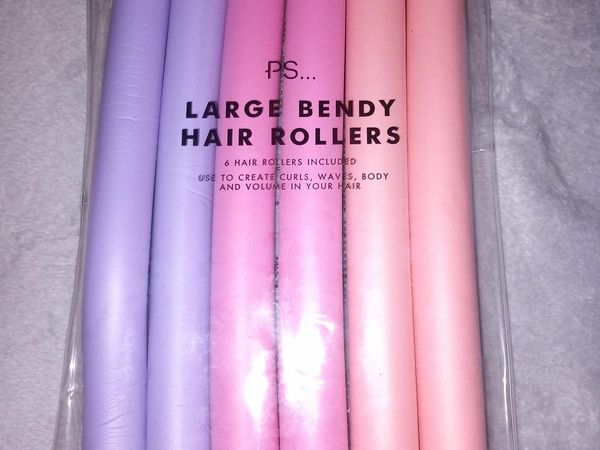 PS...
LARGE BENDY
HAIR ROLLERS
6 HAIR ROLLERS INCLUDED
USE TO CREATE CURLS, WAVES, BODY
AND VOLUME IN YOUR HAIR